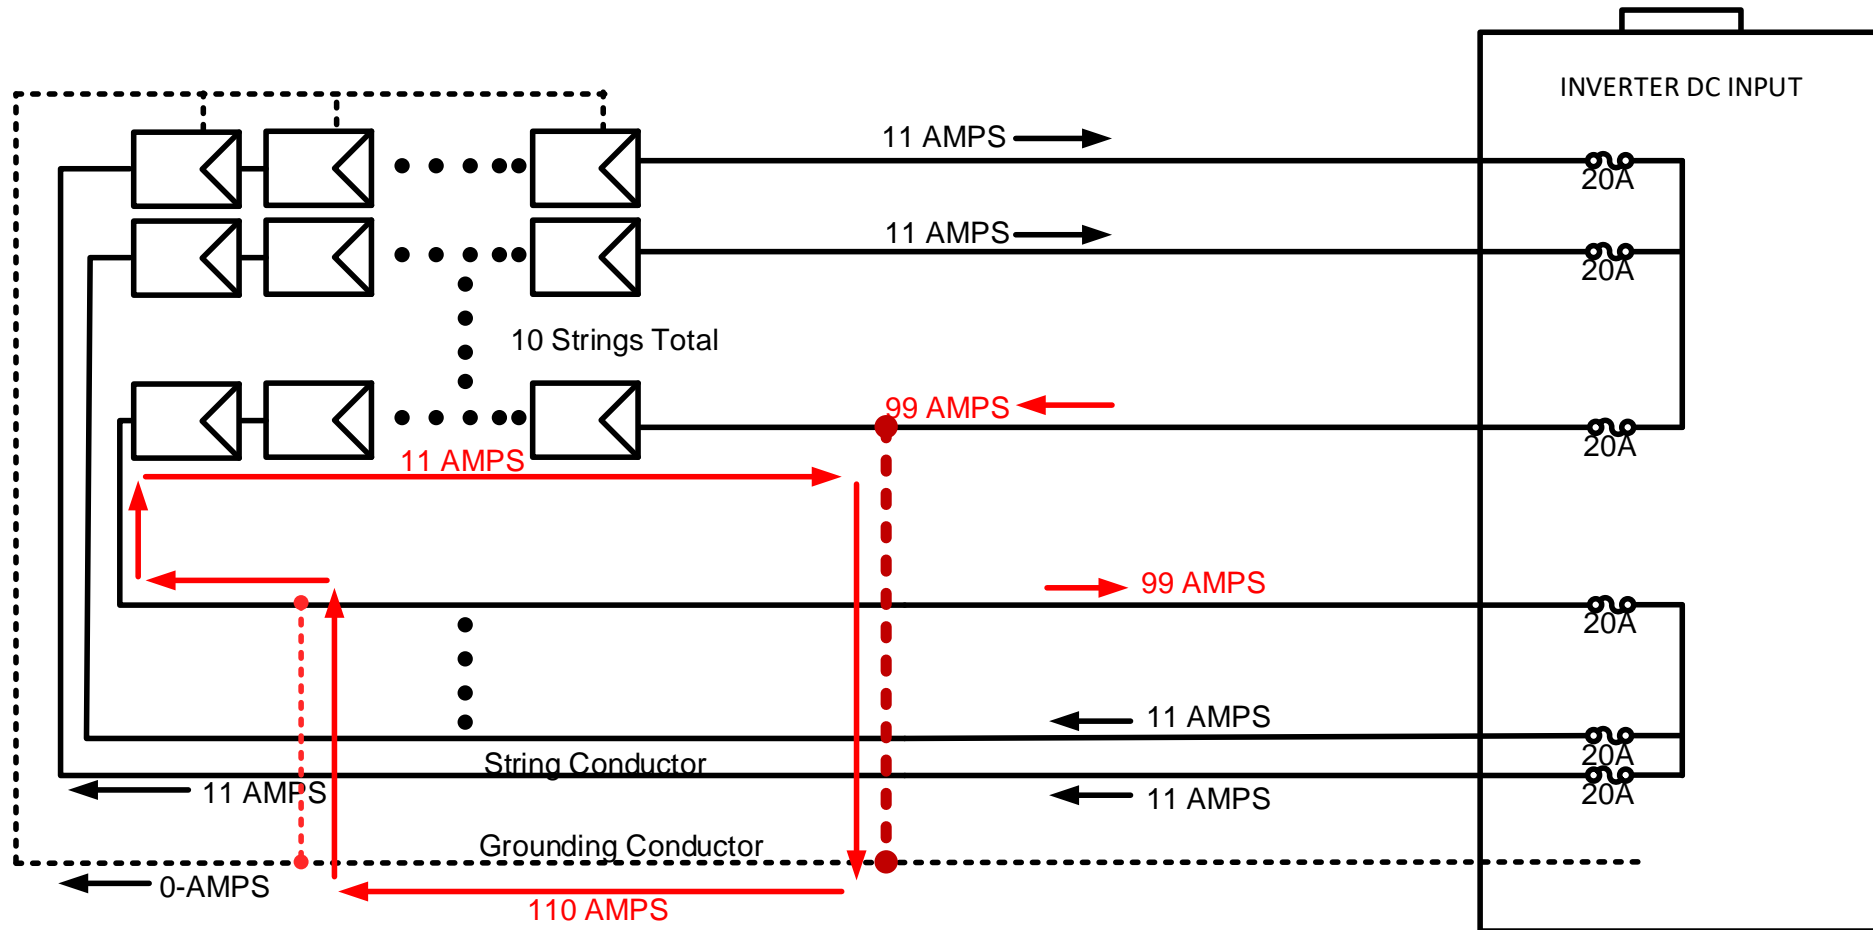 INVERTER DC INPUT
11 AMPS
20A
11 AMPS
20A
10 Strings Total
99 AMPS
20A
11 AMPS
99 AMPS
20A
11 AMPS
20A
String Conductor
11 AMPS
11 AMPS
20A
Grounding Conductor
0-AMPS
110 AMPS